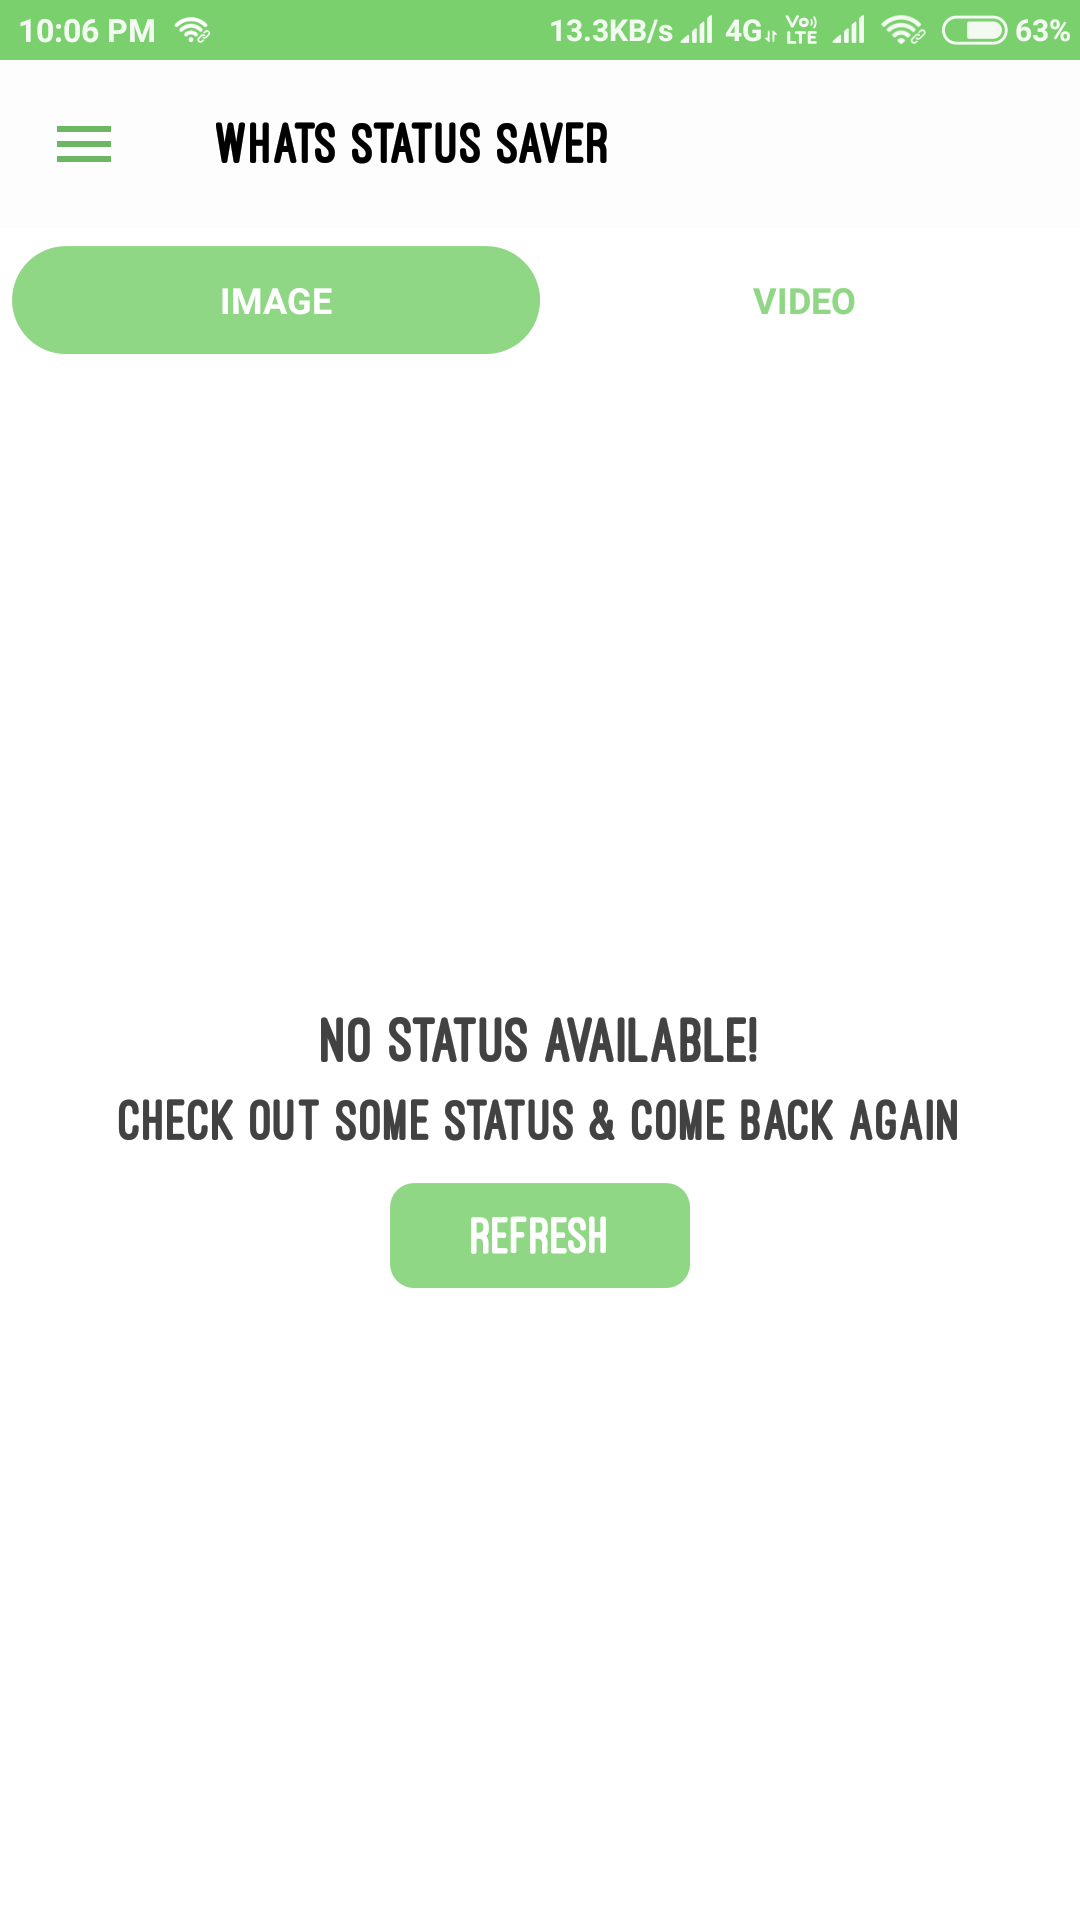 10:06 PM 13.3KB/s 4G VO LTE 63%
WHATS STATUS SAVER
IMAGE VIDEO
NO STATUS AVAILABLE!
CHECK OUT SOME STATUS & COME BACK AGAIN
REFRESH